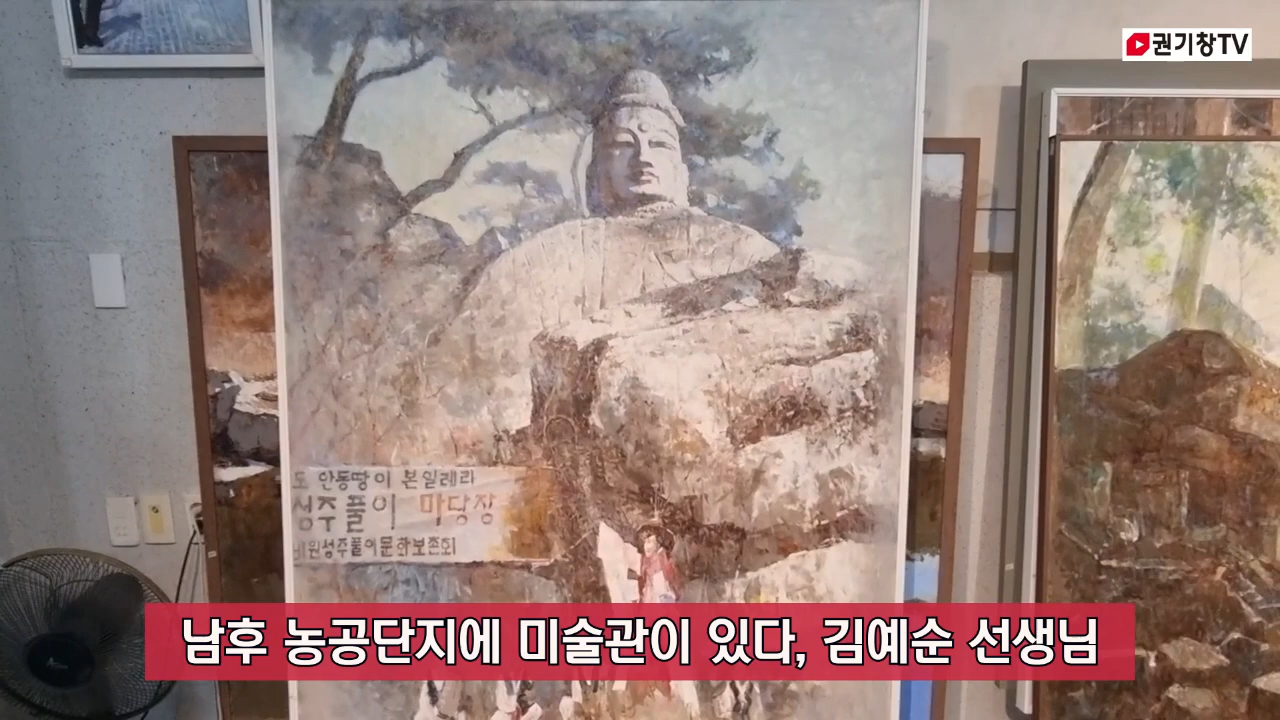 권기창TV
도 안동땅이 본일레라
성주풀이 마당장
비원성주풀이문화보존회
남후 농공단지에 미술관이 있다, 김예순 선생님